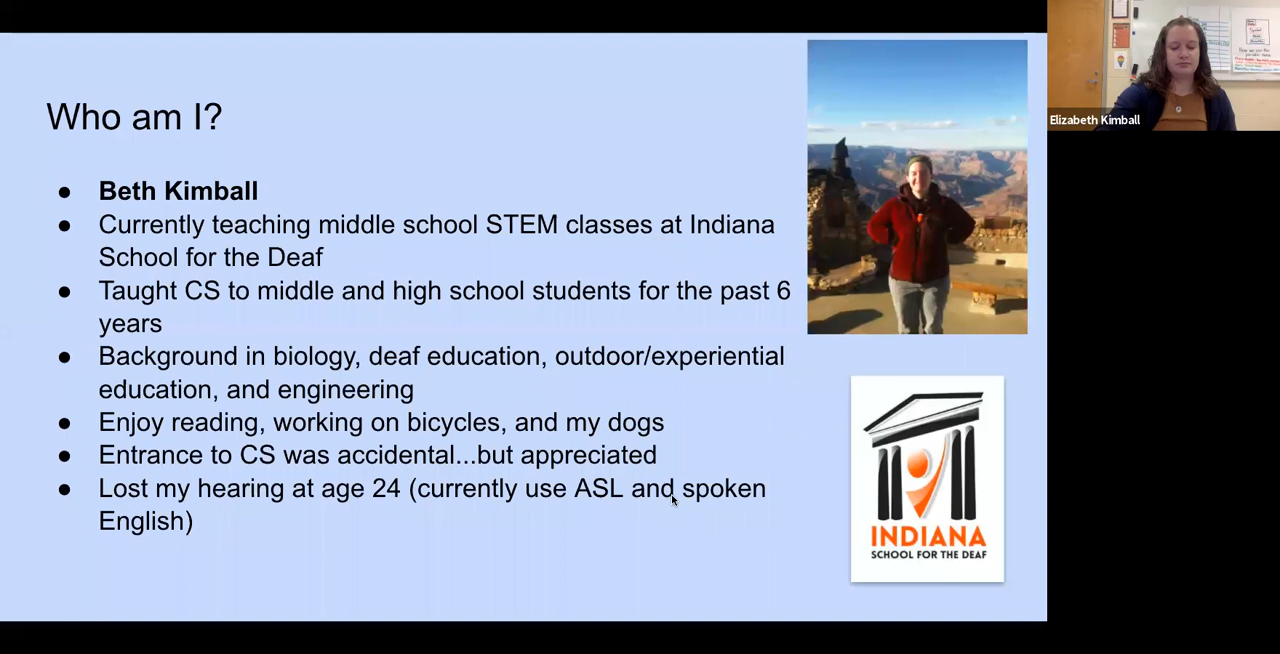 Who am I?
● Beth Kimball
● Currently teaching middle school STEM classes at Indiana
School for the Deaf
● Taught CS to middle and high school students for the past 6
years
● Background in biology, deaf education, outdoor/experiential
education, and engineering
● Enjoy reading, working on bicycles, and my dogs
● Entrance to CS was accidental...but appreciated
● Lost my hearing at age 24 (currently use ASL and spoken
English)
INDIANA
SCHOOL FOR THE DEAF
Elizabeth Kimball